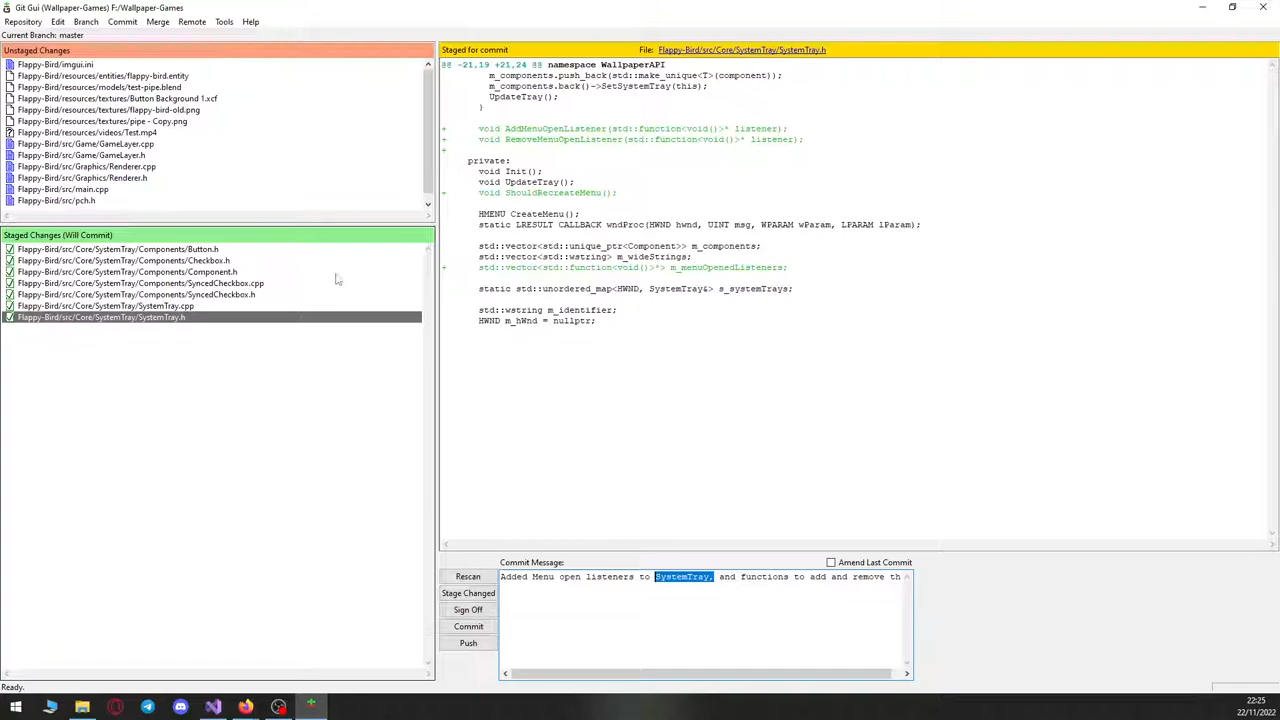 Git Gui (Wallpaper-Games) F:/Wallpaper-Games
Repository Edit Branch Commit Merge Remote Tools Help
Current Branch: master
Unstaged Changes
Flappy-Bird/imgui.ini
Flappy-Bird/resources/entities/flappy-bird.entity
Flappy-Bird/resources/models/test-pipe.blend
Flappy-Bird/resources/textures/Button Background 1.xcf
Flappy-Bird/resources/textures/flappy-bird-old.png
Flappy-Bird/resources/textures/pipe - Copy.png
Flappy-Bird/resources/videos/Test.mp4
Flappy-Bird/src/Game/GameLayer.cpp
Flappy-Bird/src/Game/GameLayer.h
Flappy-Bird/src/Graphics/Renderer.cpp
Flappy-Bird/src/Graphics/Renderer.h
Flappy-Bird/src/main.cpp
Flappy-Bird/src/pch.h
Staged Changes (Will Commit)
Flappy-Bird/src/Core/SystemTray/Components/Button.h
Flappy-Bird/src/Core/SystemTray/Components/Checkbox.h
Flappy-Bird/src/Core/SystemTray/Components/Component.h
Flappy-Bird/src/Core/SystemTray/Components/SyncedCheckbox.cpp
Flappy-Bird/src/Core/SystemTray/Components/SyncedCheckbox.h
Flappy-Bird/src/Core/SystemTray/SystemTray.cpp
Flappy-Bird/src/Core/SystemTray/SystemTray.h
Staged for commit File: Flappy-Bird/src/Core/SystemTray/SystemTray.h
@@ -21,19 +21,24 @@ namespace WallpaperAPI
m_components.push_back(std::make_unique<T>(component));
m_components.back()->SetSystemTray(this);
UpdateTray();
}
+ void AddMenuOpenListener(std::function<void()>* listener);
+ void RemoveMenuOpenListener(std::function<void()>* listener);
+
private:
void Init();
void UpdateTray();
+ void ShouldRecreateMenu();
HMENU CreateMenu();
static LRESULT CALLBACK wndProc(HWND hwnd, UINT msg, WPARAM wParam, LPARAM lParam);
std::vector<std::unique_ptr<Component>> m_components;
std::vector<std::wstring> m_wideStrings;
+ std::vector<std::function<void()>*> m_menuOpenedListeners;
static std::unordered_map<HWND, SystemTray&> s_systemTrays;
std::wstring m_identifier;
HWND m_hWnd = nullptr;
Commit Message: Amend Last Commit
Added Menu open listeners to SystemTray, and functions to add and remove th
Rescan
Stage Changed
Sign Off
Commit
Push
Ready.
22:25
22/11/2022